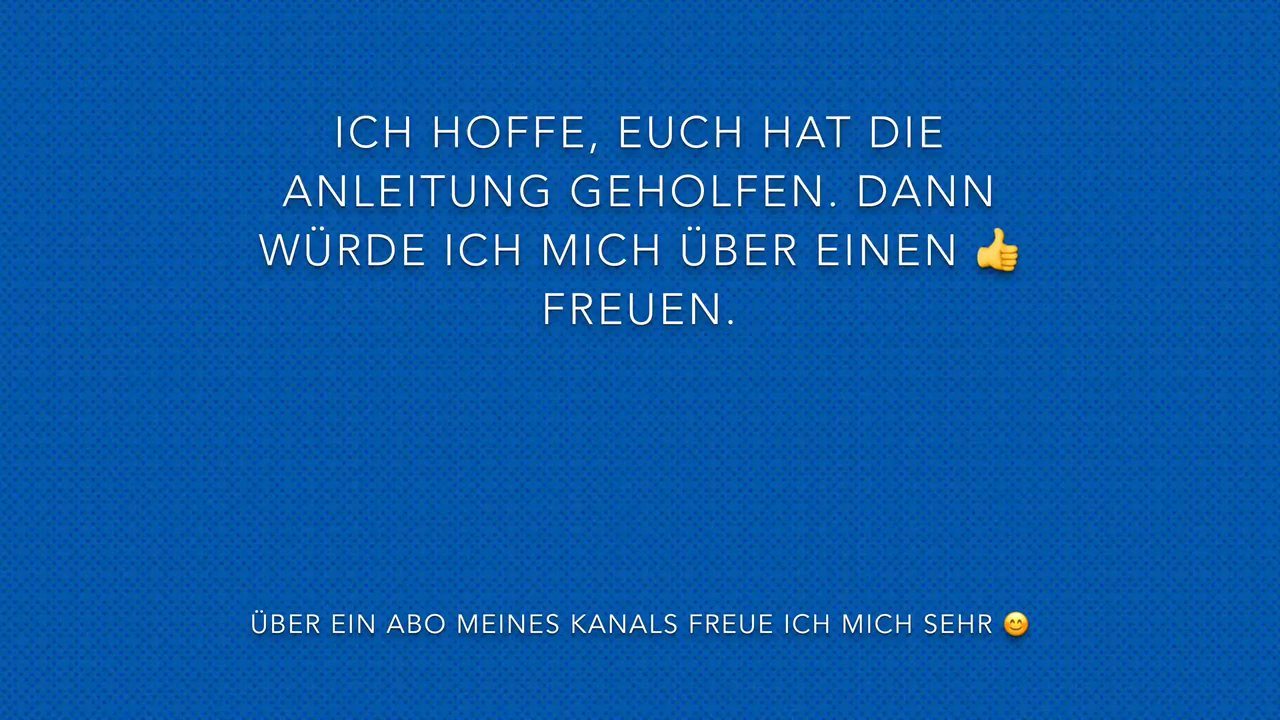 ICH HOFFE, EUCH HAT DIE
ANLEITUNG GEHOLFEN. DANN
WÜRDE ICH MICH ÜBER EINEN 👍
FREUEN.
ÜBER EIN ABO MEINES KANALS FREUE ICH MICH SEHR 😊